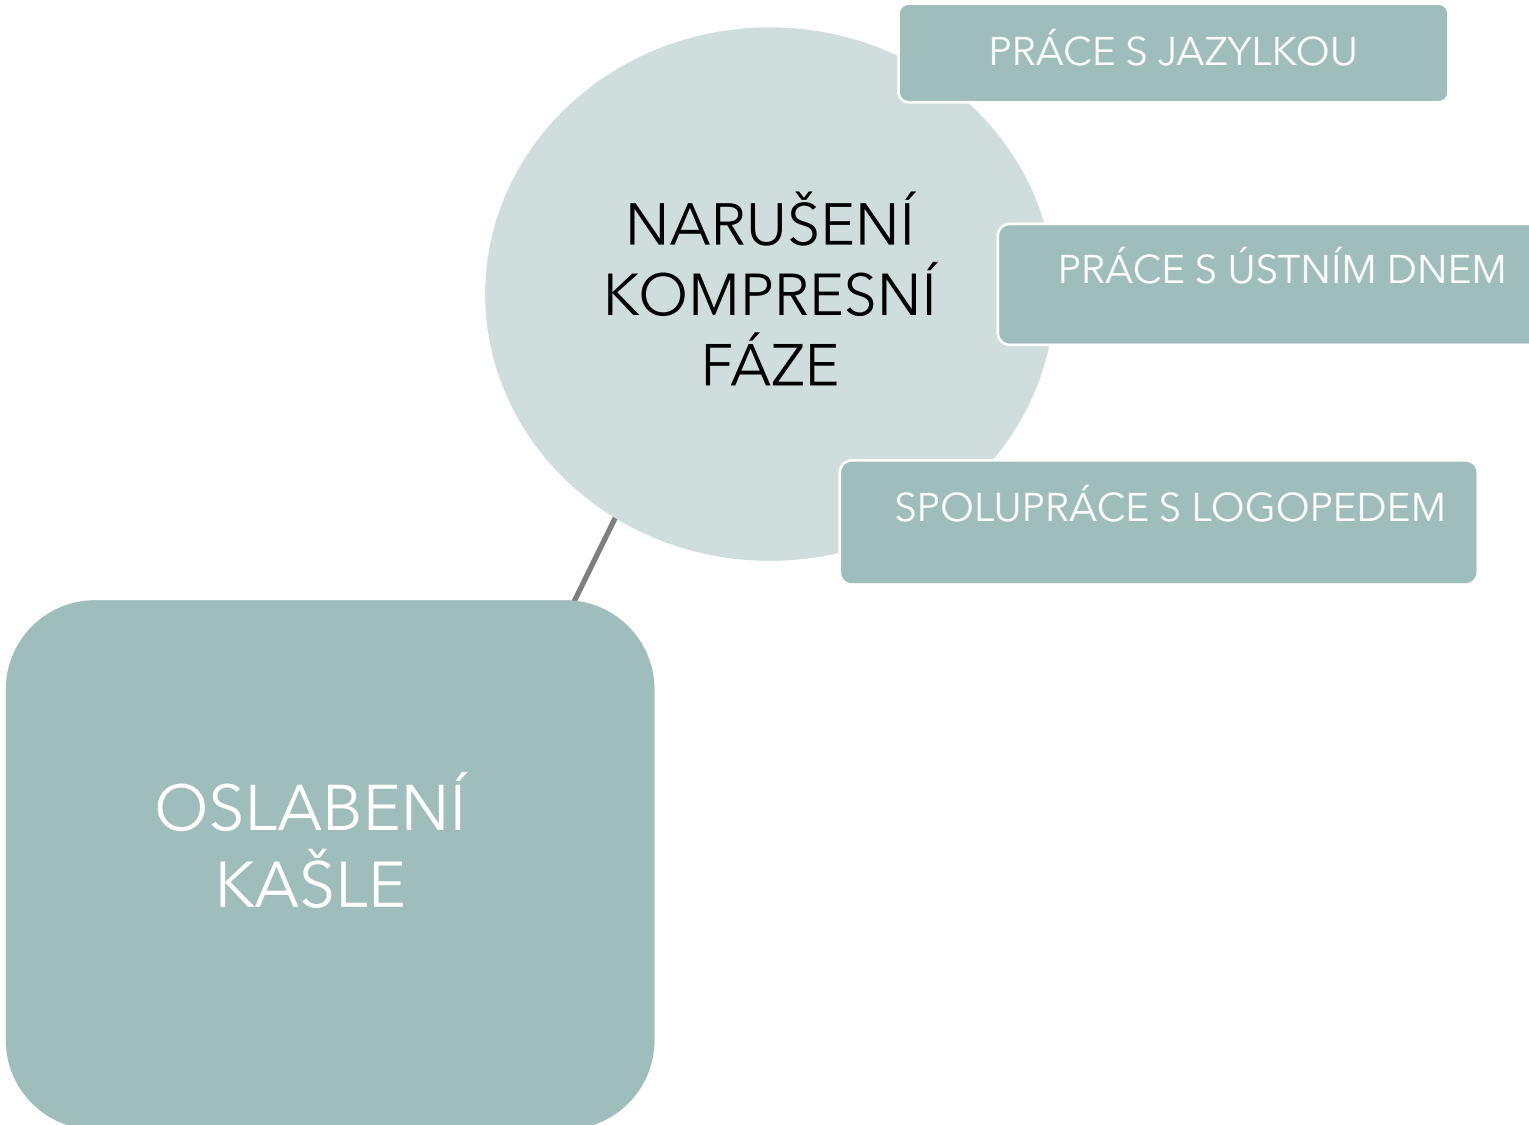 PRÁCE S JAZYLKOU
NARUŠENÍ
KOMPRESNÍ
FÁZE
PRÁCE S ÚSTNÍM DNEM
SPOLUPRÁCE S LOGOPEDEM
OSLABENÍ
KAŠLE